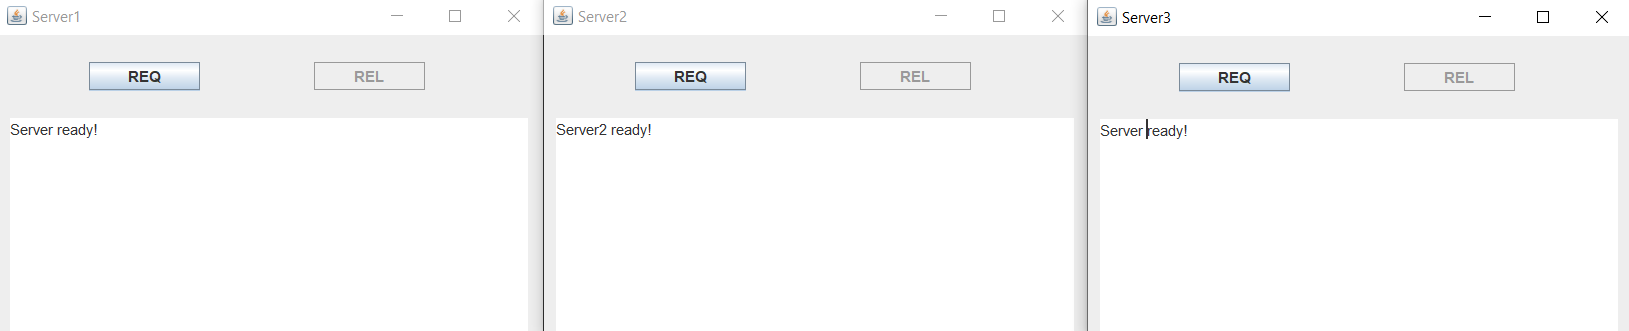 Server1
REQ
REL
Server ready!
Server2
REQ
REL
Server2 ready!
Server3
REQ
REL
Server ready!